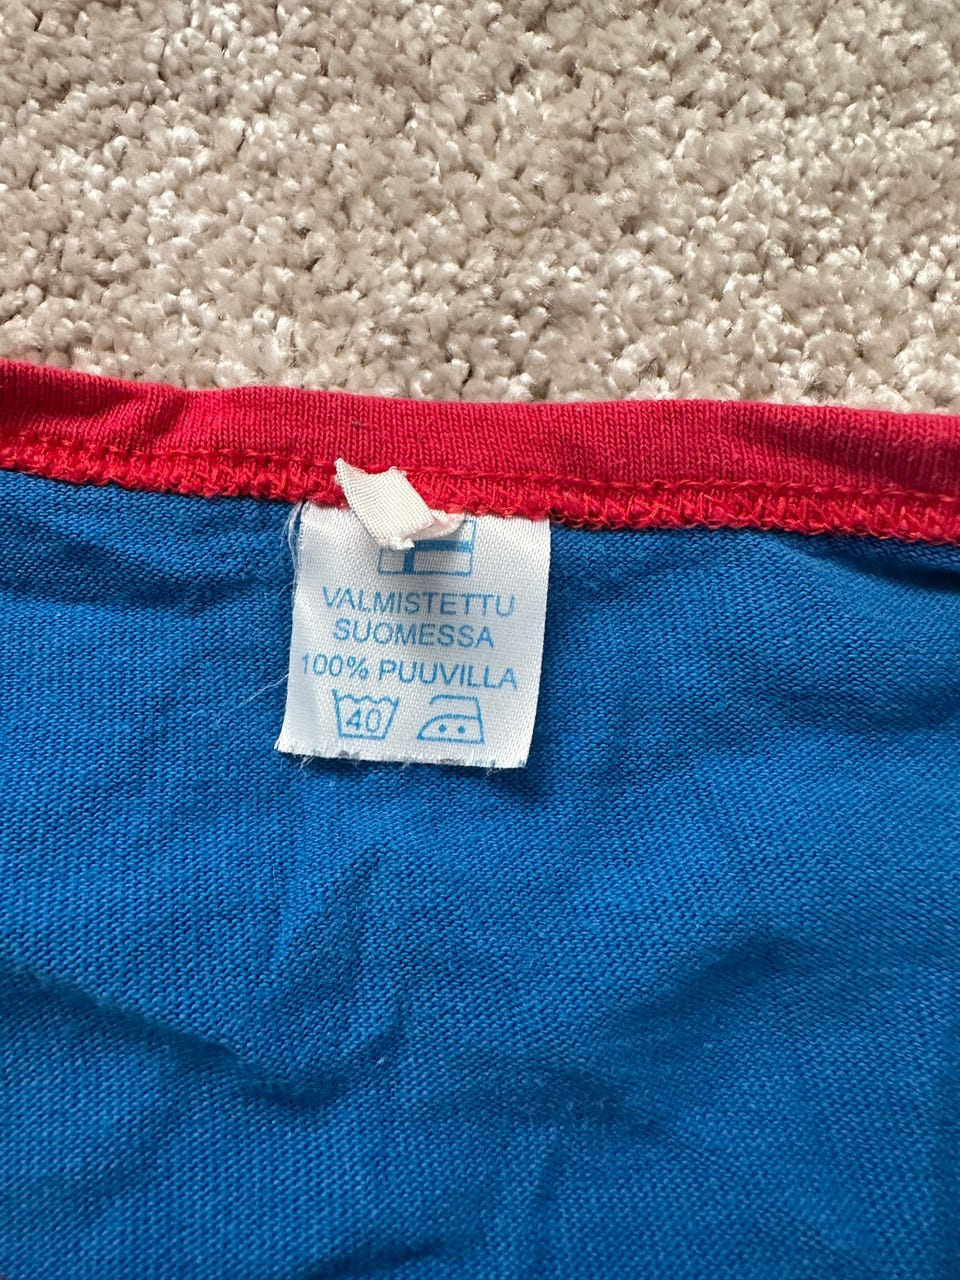 VALMISTETTU
SUOMESSA
100% PUUVILLA
40